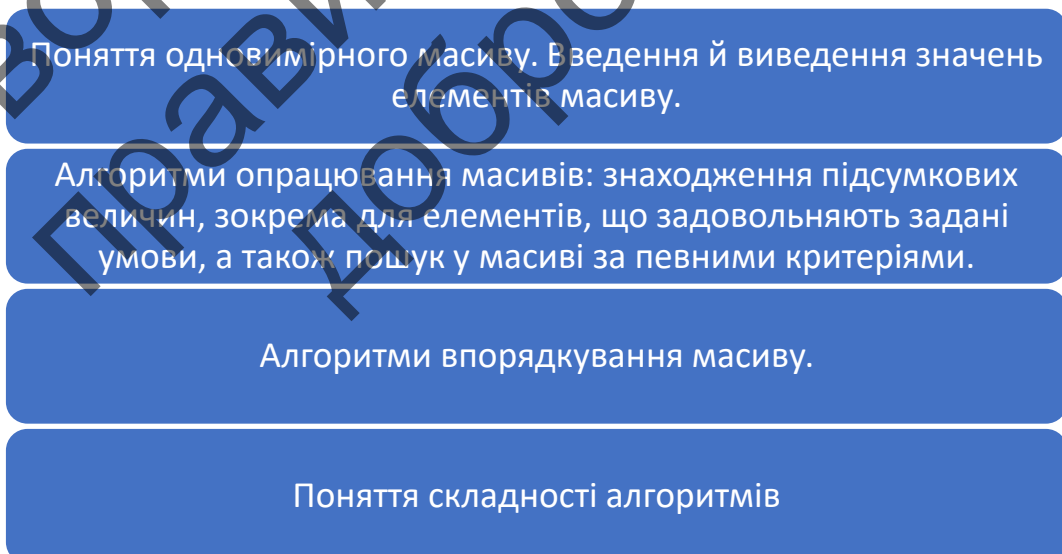 Поняття одновимірного масиву. Введення й виведення значень
елементів масиву.
Алгоритми опрацювання масивів: знаходження підсумкових
величин, зокрема для елементів, що задовольняють задані
умови, а також пошук у масиві за певними критеріями.
Алгоритми впорядкування масиву.
Поняття складності алгоритмів